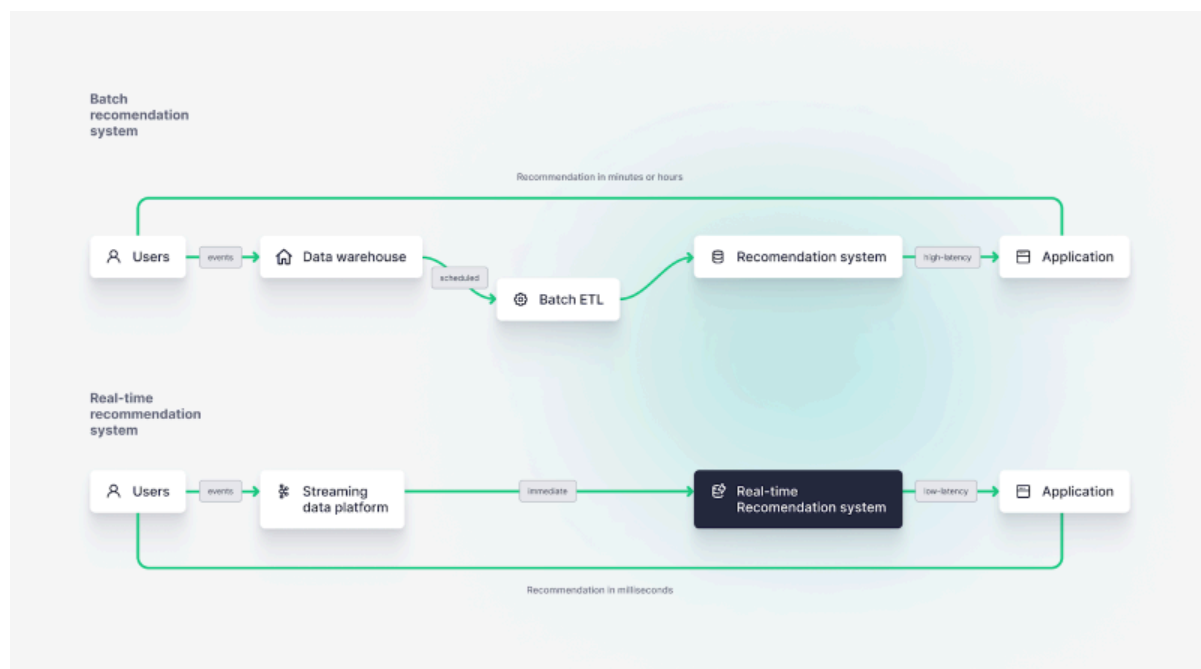 Batch
recomendation
system
Recommendation in minutes or hours
Users
events
Data warehouse
scheduled
Batch ETL
Recomendation system
high-latency
Application
Real-time
recommendation
system
Users
events
Streaming
data platform
immediate
Real-time
Recomendation system
low-latency
Application
Recommendation in milliseconds